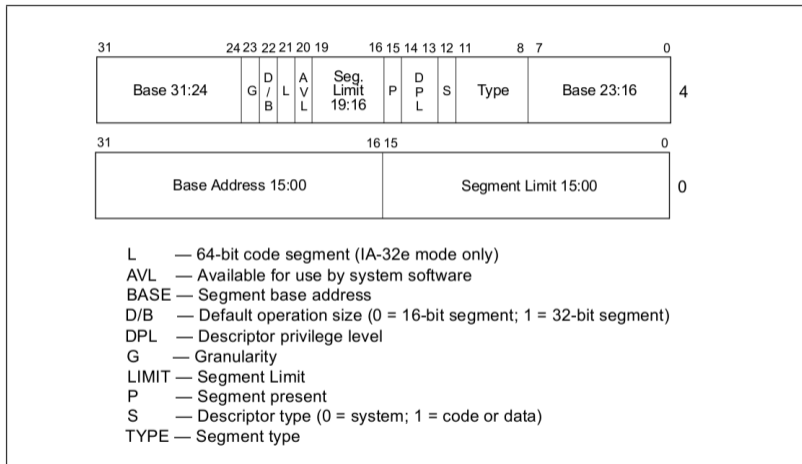 31 24 23 22 21 20 19 16 15 14 13 12 11 8 7 0
Base 31:24 G D/B L AVL Seg. Limit 19:16 P DPL S Type Base 23:16 4
31 16 15 0
Base Address 15:00 Segment Limit 15:00 0
L — 64-bit code segment (IA-32e mode only)
AVL — Available for use by system software
BASE — Segment base address
D/B — Default operation size (0 = 16-bit segment; 1 = 32-bit segment)
DPL — Descriptor privilege level
G — Granularity
LIMIT — Segment Limit
P — Segment present
S — Descriptor type (0 = system; 1 = code or data)
TYPE — Segment type